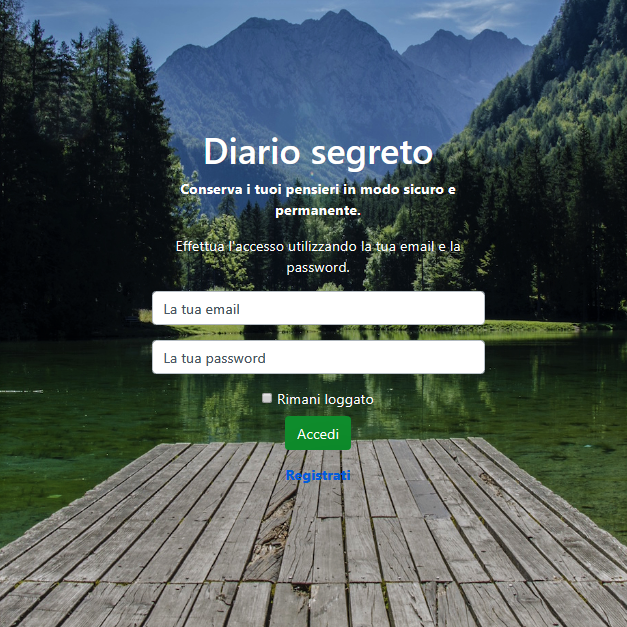 Diario segreto
Conserva i tuoi pensieri in modo sicuro e
permanente.
Effettua l'accesso utilizzando la tua email e la
password.
La tua email
La tua password
Rimani loggato
Accedi
Registrati